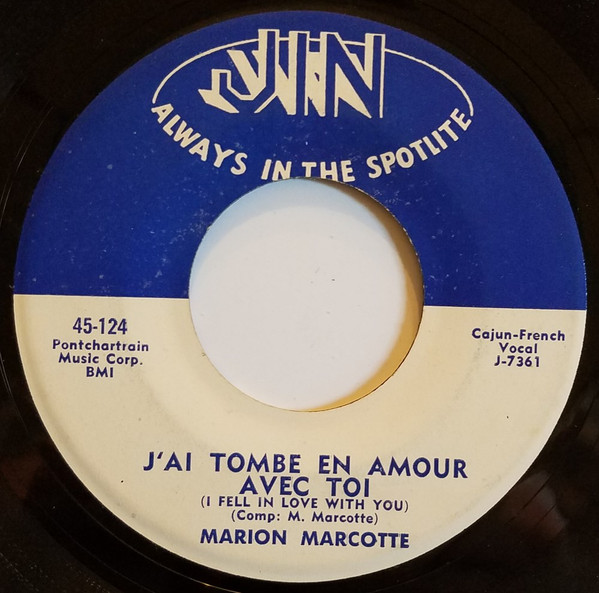 JIN
ALWAYS IN THE SPOTLITE
45-124
Pontchartrain
Music Corp.
BMI
Cajun-French
Vocal
J-7361
J'AI TOMBE EN AMOUR
AVEC TOI
(I FELL IN LOVE WITH YOU)
(Comp: M. Marcotte)
MARION MARCOTTE